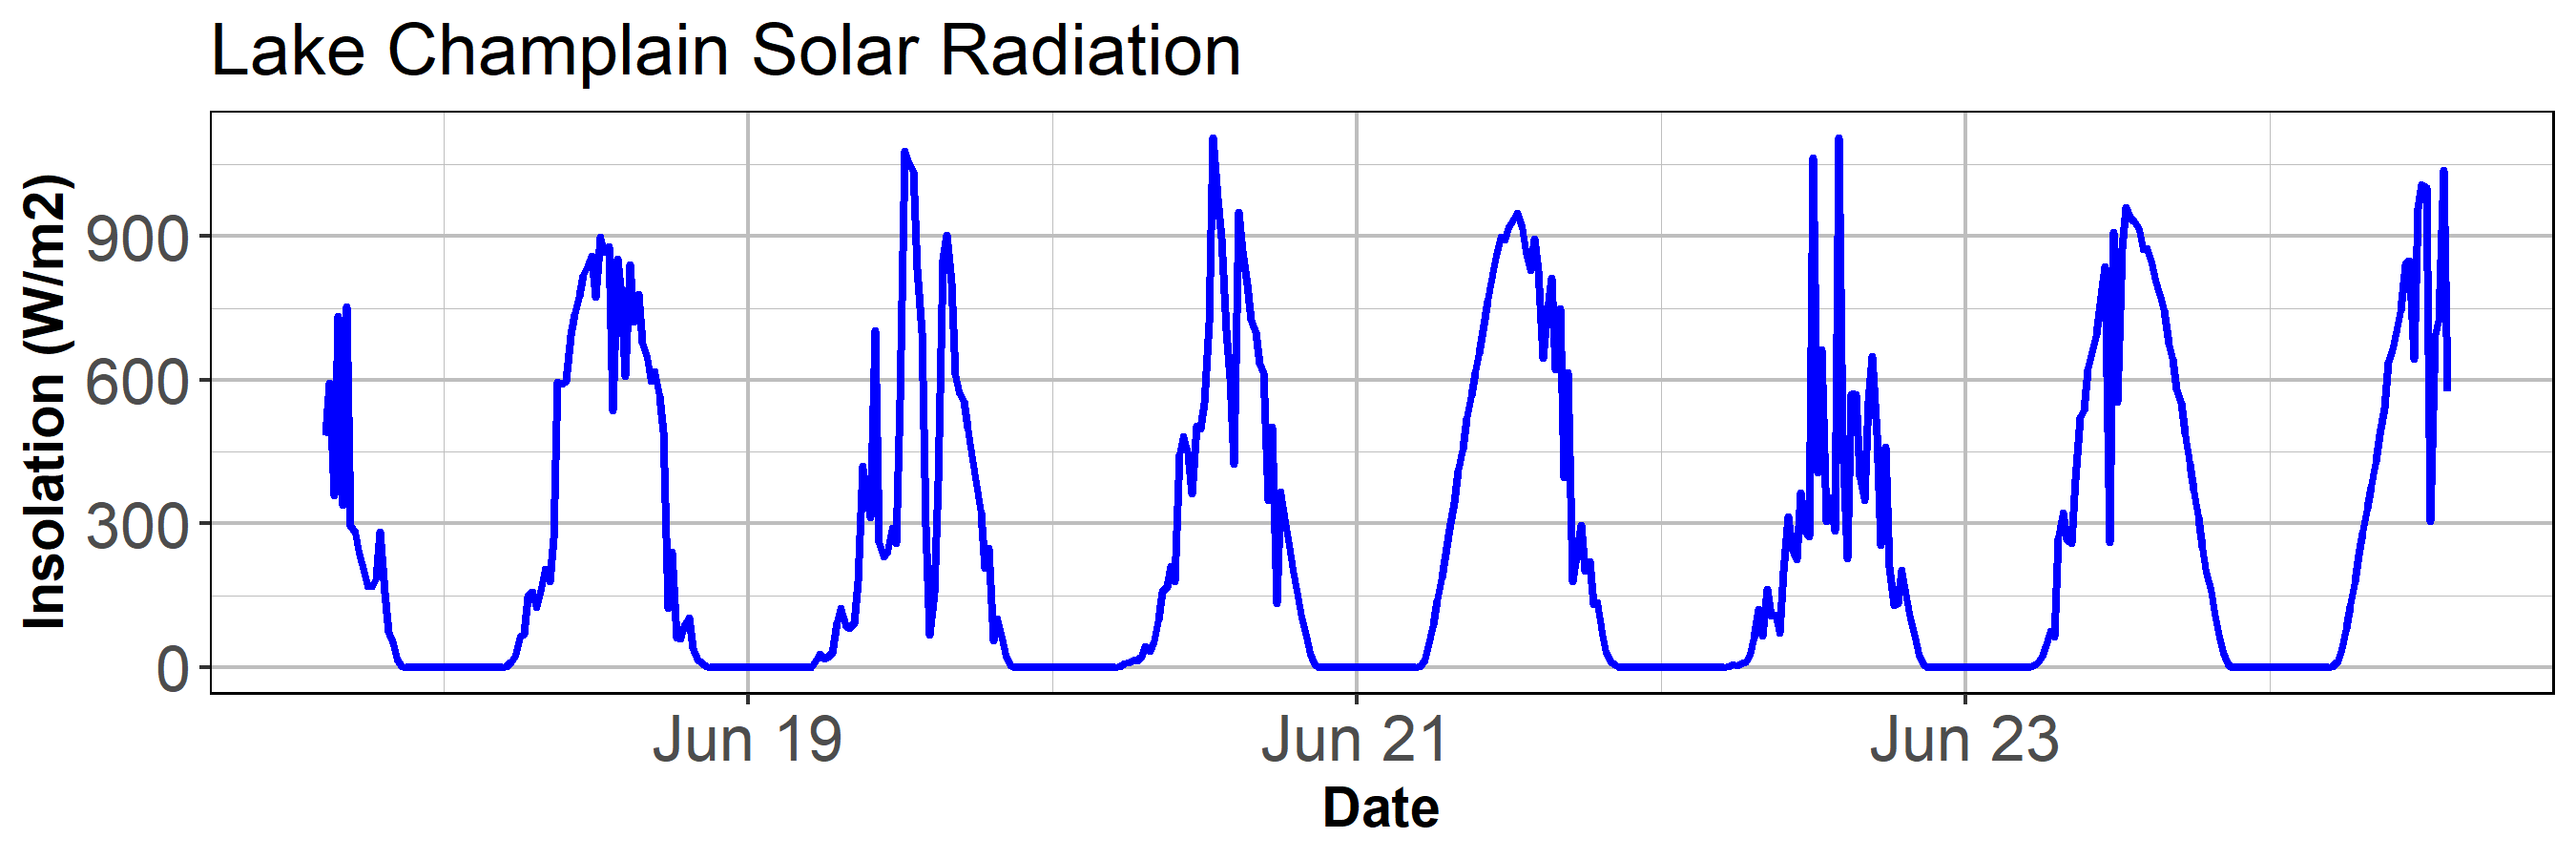 Lake Champlain Solar Radiation
Insolation (W/m2)
900
600
300
0
Jun 19
Jun 21
Jun 23
Date